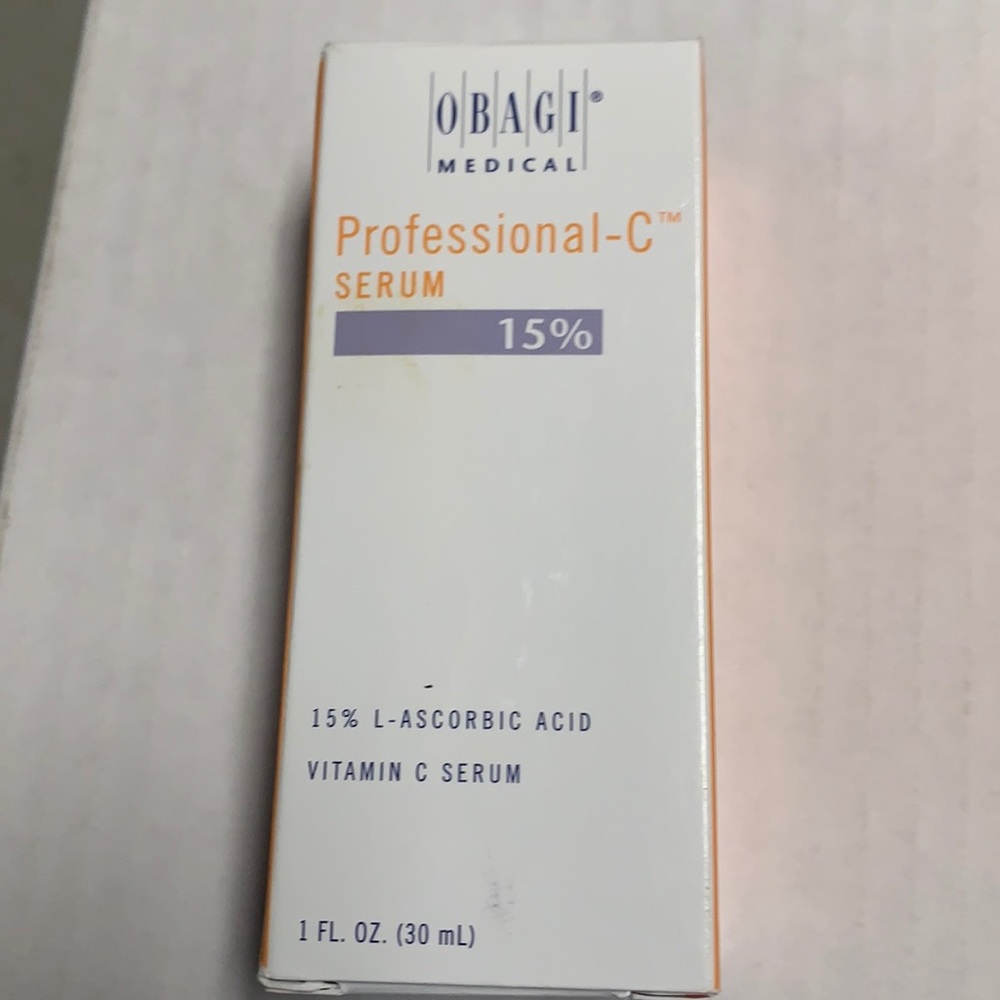 OBAGI®
MEDICAL
Professional-C™
SERUM
15%
15% L-ASCORBIC ACID
VITAMIN C SERUM
1 FL. OZ. (30 mL)